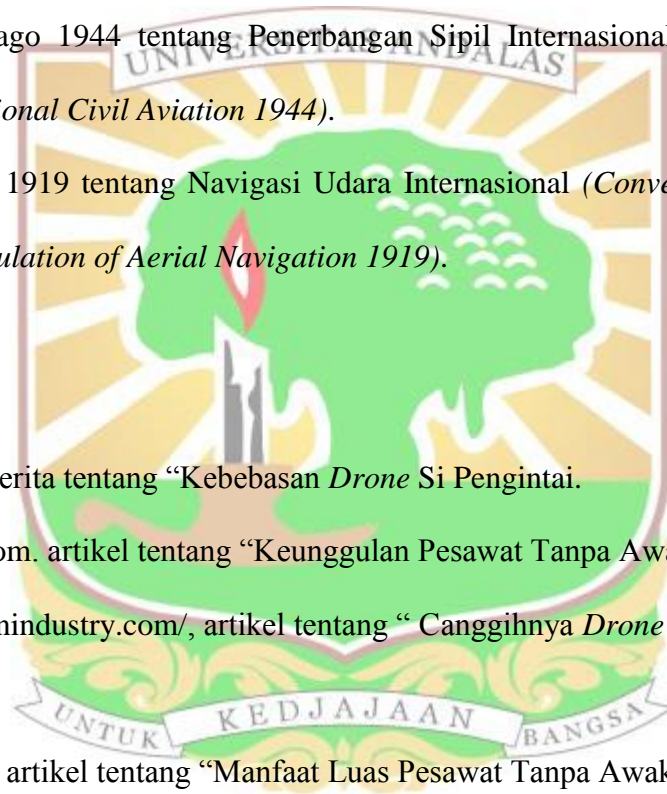 ago 1944 tentang Penerbangan Sipil Internasional
UNIVERSITAS ANDALAS
ional Civil Aviation 1944).
1919 tentang Navigasi Udara Internasional (Conve
ulation of Aerial Navigation 1919).
erita tentang “Kebebasan Drone Si Pengintai.
om. artikel tentang “Keunggulan Pesawat Tanpa Awa
nindustry.com/, artikel tentang “ Canggihnya Drone
UNTUK KEDJAJAAN BANGSA
artikel tentang “Manfaat Luas Pesawat Tanpa Awak